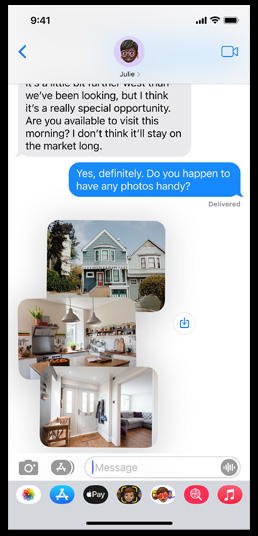 9:41
Julie
it's a little bit further west than
we've been looking, but I think
it's a really special opportunity.
Are you available to visit this
morning? I don't think it'll stay on
the market long.
Yes, definitely. Do you happen to
have any photos handy?
Delivered
Message
Pay